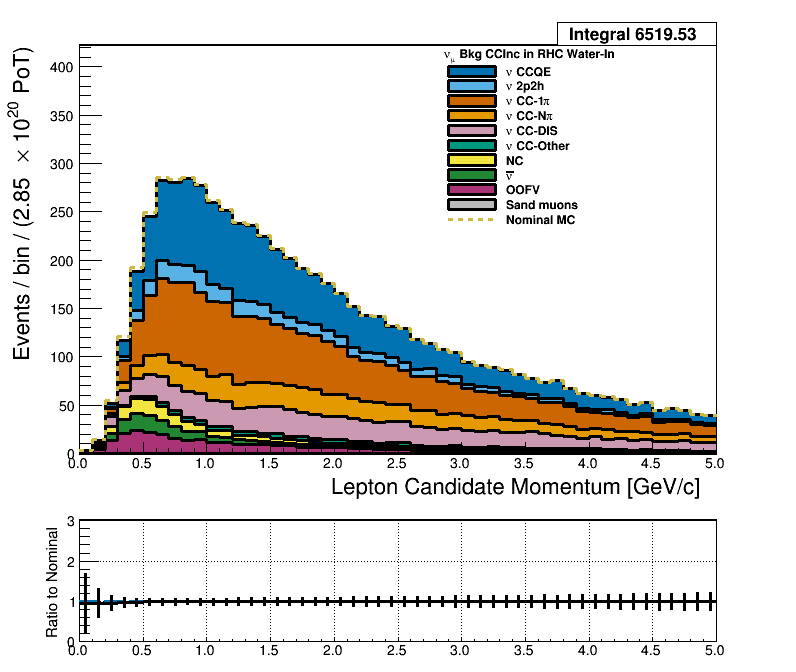 Integral 6519.53
νμ Bkg CCInc in RHC Water-In
ν CCQE
ν 2p2h
ν CC-1π
ν CC-Nπ
ν CC-DIS
ν CC-Other
NC
ν̅
OOFV
Sand muons
Nominal MC
Events / bin / (2.85 × 10²⁰ PoT)
400
350
300
250
200
150
100
50
0
0.0 0.5 1.0 1.5 2.0 2.5 3.0 3.5 4.0 4.5 5.0
Lepton Candidate Momentum [GeV/c]
Ratio to Nominal
3
2
1
0
0.0 0.5 1.0 1.5 2.0 2.5 3.0 3.5 4.0 4.5 5.0